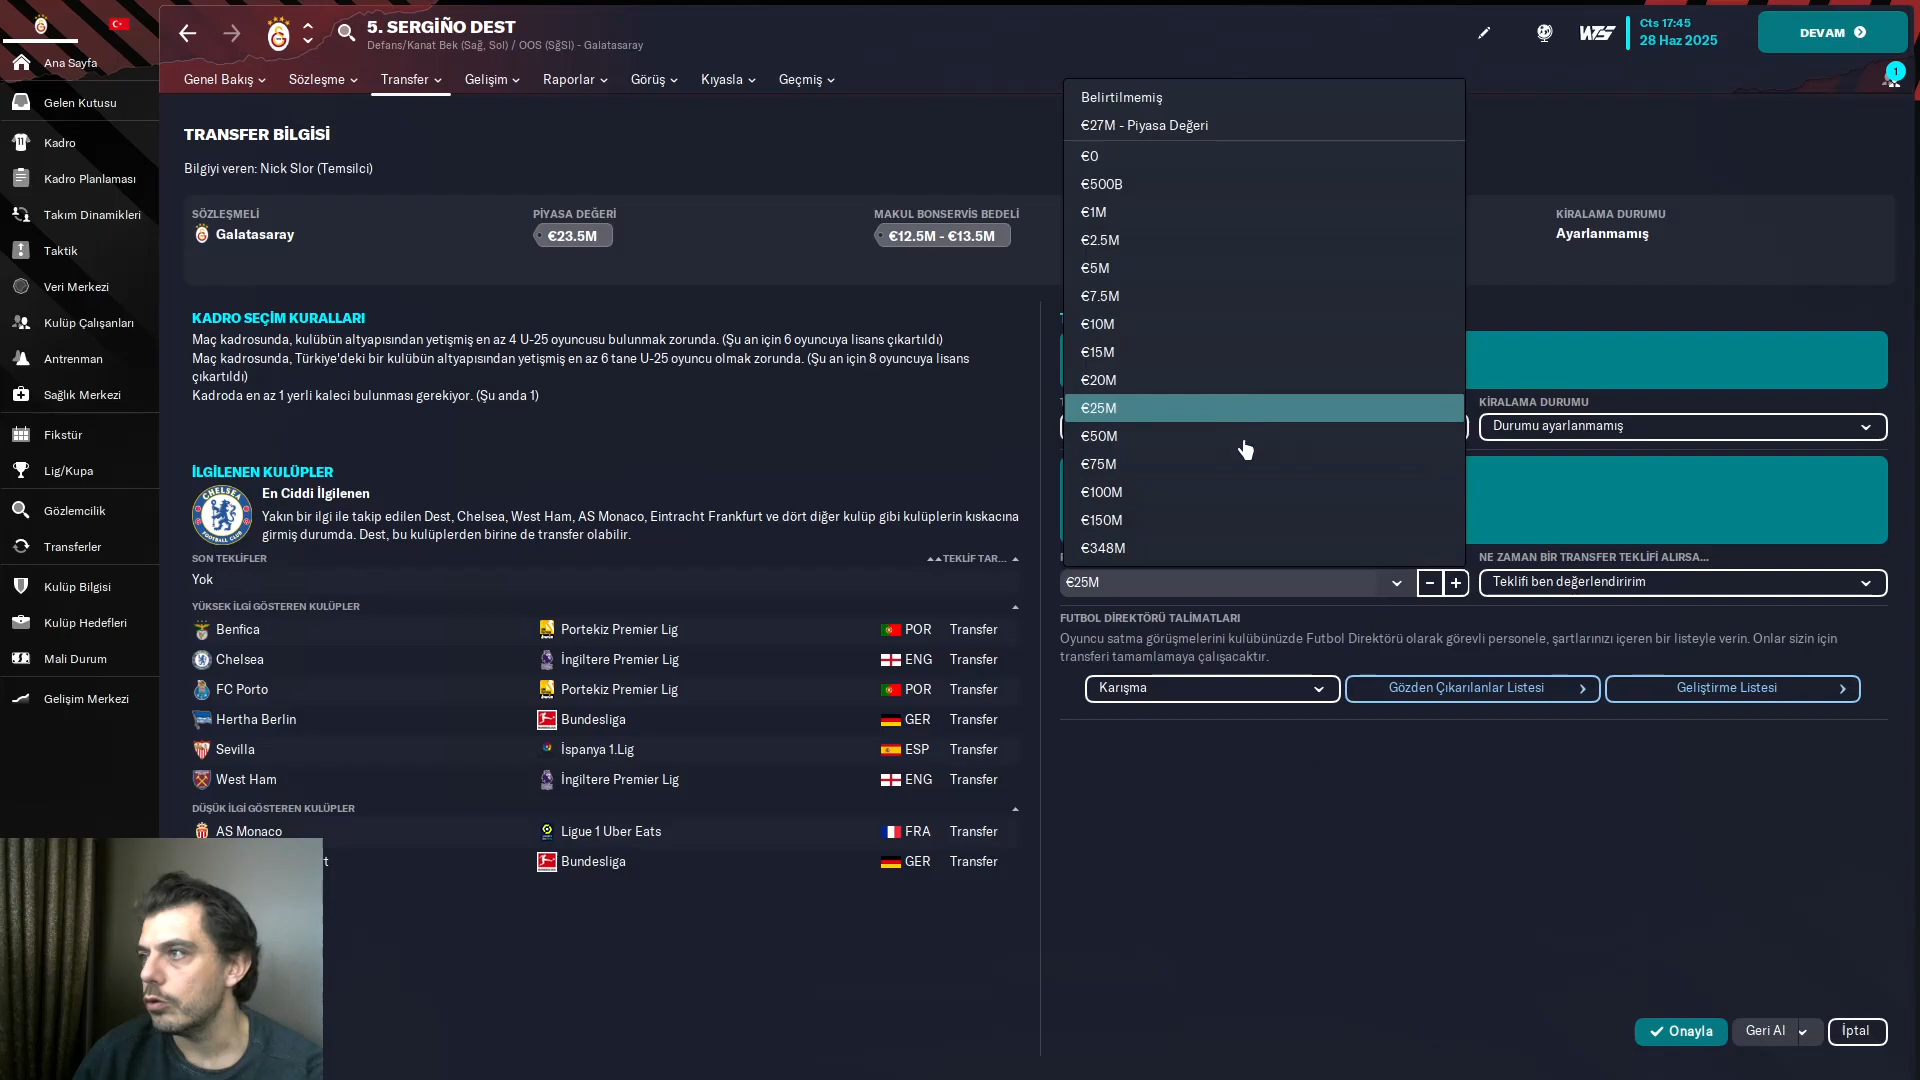 5. SERGİÑO DEST
Defans/Kanat Bek (Sağ, Sol) / OOS (SğSl) - Galatasaray
Cts 17:45
28 Haz 2025
DEVAM
1
Ana Sayfa
Gelen Kutusu
Kadro
Kadro Planlaması
Takım Dinamikleri
Taktik
Veri Merkezi
Kulüp Çalışanları
Antrenman
Sağlık Merkezi
Fikstür
Lig/Kupa
Gözlemcilik
Transferler
Kulüp Bilgisi
Kulüp Hedefleri
Mali Durum
Gelişim Merkezi
Genel Bakış
Sözleşme
Transfer
Gelişim
Raporlar
Görüş
Kıyasla
Geçmiş
TRANSFER BİLGİSİ
Bilgiyi veren: Nick Slor (Temsilci)
SÖZLEŞMELİ
Galatasaray
PİYASA DEĞERİ
€23.5M
MAKUL BONSERVİS BEDELİ
€12.5M - €13.5M
KİRALAMA DURUMU
Ayarlanmamış
KADRO SEÇİM KURALLARI
Maç kadrosunda, kulübün altyapısından yetişmiş en az 4 U-25 oyuncusu bulunmak zorunda. (Şu an için 6 oyuncuya lisans çıkartıldı)
Maç kadrosunda, Türkiye'deki bir kulübün altyapısından yetişmiş en az 6 tane U-25 oyuncu olmak zorunda. (Şu an için 8 oyuncuya lisans
çıkartıldı)
Kadroda en az 1 yerli kaleci bulunması gerekiyor. (Şu anda 1)
İLGİLENEN KULÜPLER
CHELSEA
FOOTBALL CLUB
En Ciddi İlgilenen
Yakın bir ilgi ile takip edilen Dest, Chelsea, West Ham, AS Monaco, Eintracht Frankfurt ve dört diğer kulüp gibi kulüplerin kıskacına
girmiş durumda. Dest, bu kulüplerden birine de transfer olabilir.
SON TEKLİFLER
TEKLİF TAR...
Yok
YÜKSEK İLGİ GÖSTEREN KULÜPLER
Benfica Portekiz Premier Lig POR Transfer
Chelsea İngiltere Premier Lig ENG Transfer
FC Porto Portekiz Premier Lig POR Transfer
Hertha Berlin Bundesliga GER Transfer
Sevilla İspanya 1.Lig ESP Transfer
West Ham İngiltere Premier Lig ENG Transfer
DÜŞÜK İLGİ GÖSTEREN KULÜPLER
AS Monaco Ligue 1 Uber Eats FRA Transfer
Bundesliga GER Transfer
Belirtilmemiş
€27M - Piyasa Değeri
€0
€500B
€1M
€2.5M
€5M
€7.5M
€10M
€15M
€20M
€25M
€50M
€75M
€100M
€150M
€348M
€25M
KİRALAMA DURUMU
Durumu ayarlanmamış
NE ZAMAN BİR TRANSFER TEKLİFİ ALIRSA...
Teklifi ben değerlendiririm
FUTBOL DİREKTÖRÜ TALİMATLARI
Oyuncu satma görüşmelerini kulübünüzde Futbol Direktörü olarak görevli personele, şartlarınızı içeren bir listeyle verin. Onlar sizin için
transferi tamamlamaya çalışacaktır.
Karışma
Gözden Çıkarılanlar Listesi
Geliştirme Listesi
Onayla
Geri Al
İptal